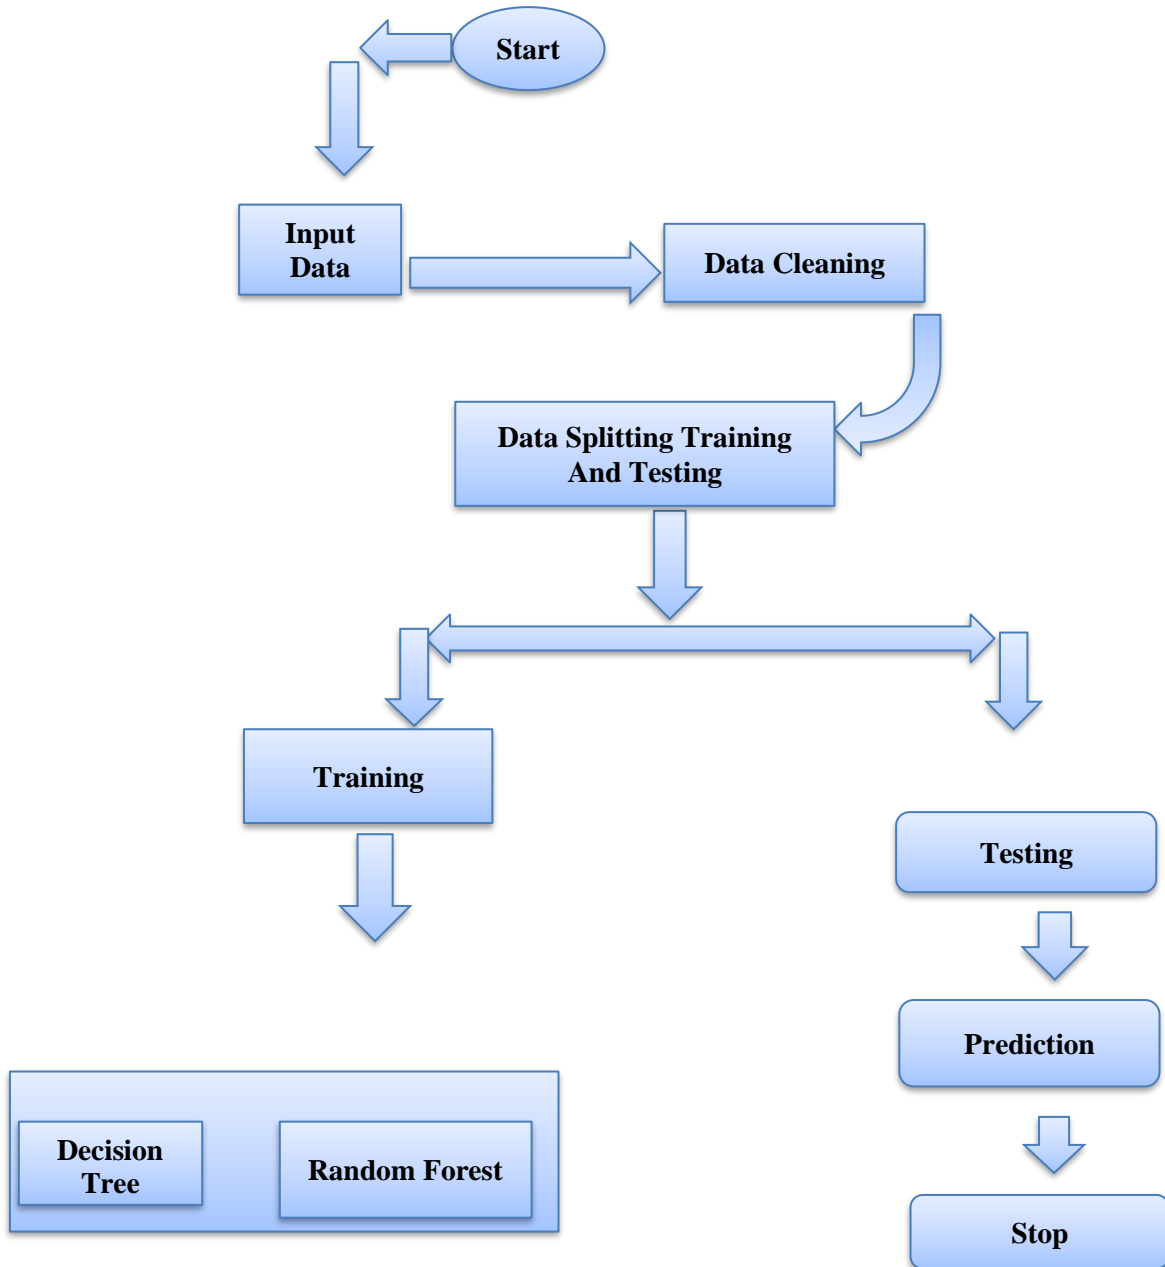 Start
Input
Data
Data Cleaning
Data Splitting Training
And Testing
Training
Testing
Prediction
Decision
Tree
Random Forest
Stop